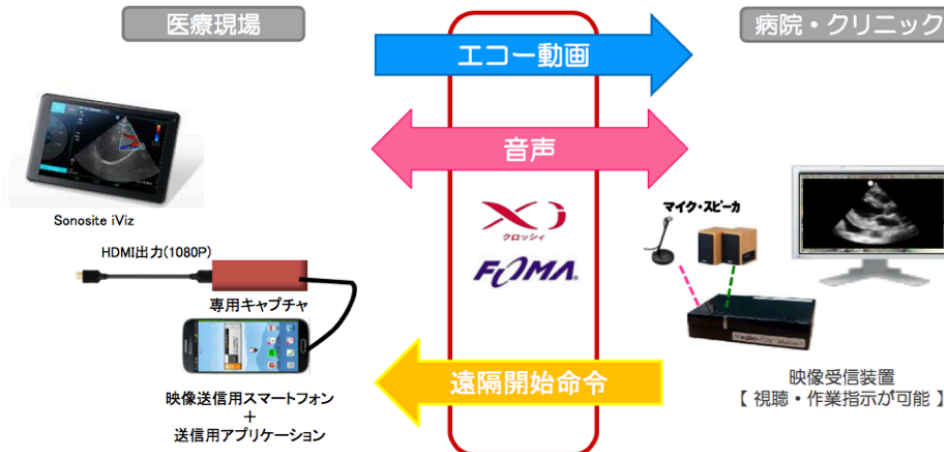 医療現場
エコー動画
病院・クリニック
音声
Sonosite iViz
マイク・スピーカ
Xi
クロッシィ
HDMI出力(1080P)
FOMA
専用キャプチャ
遠隔開始命令
映像送信用スマートフォン
+
送信用アプリケーション
映像受信装置
【 視聴・作業指示が可能 】